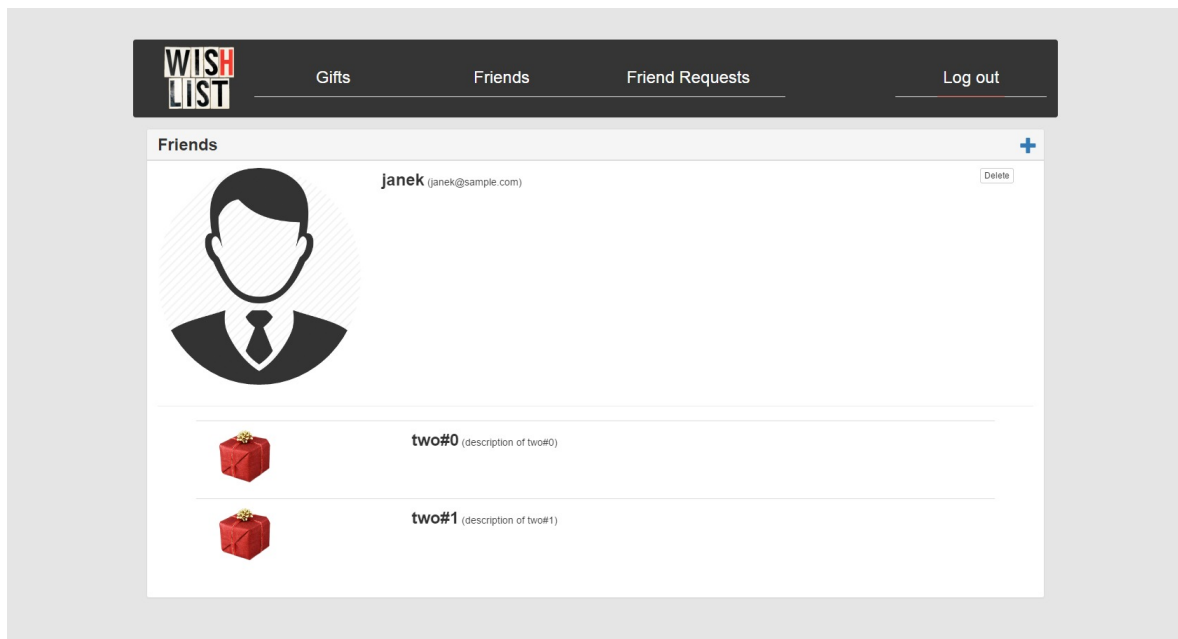 WISH
LIST
Gifts
Friends
Friend Requests
Log out
Friends
janek (janek@sample.com)
Delete
two#0 (description of two#0)
two#1 (description of two#1)